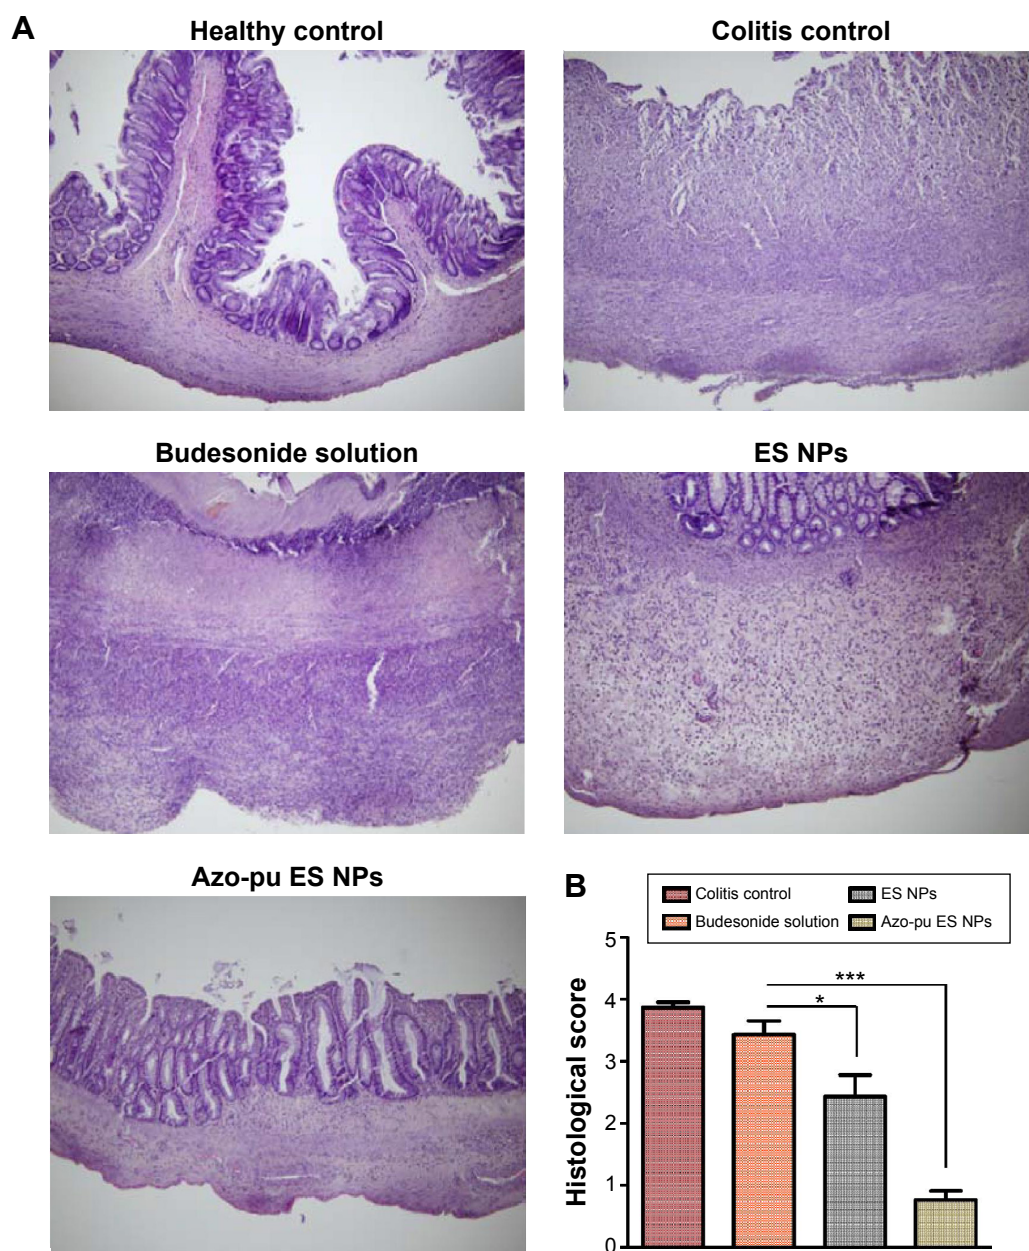 A
Healthy control
Colitis control
Budesonide solution
ES NPs
Azo-pu ES NPs
B
Colitis control
ES NPs
Budesonide solution
Azo-pu ES NPs
Histological score
5
4
3
2
1
0
***
*